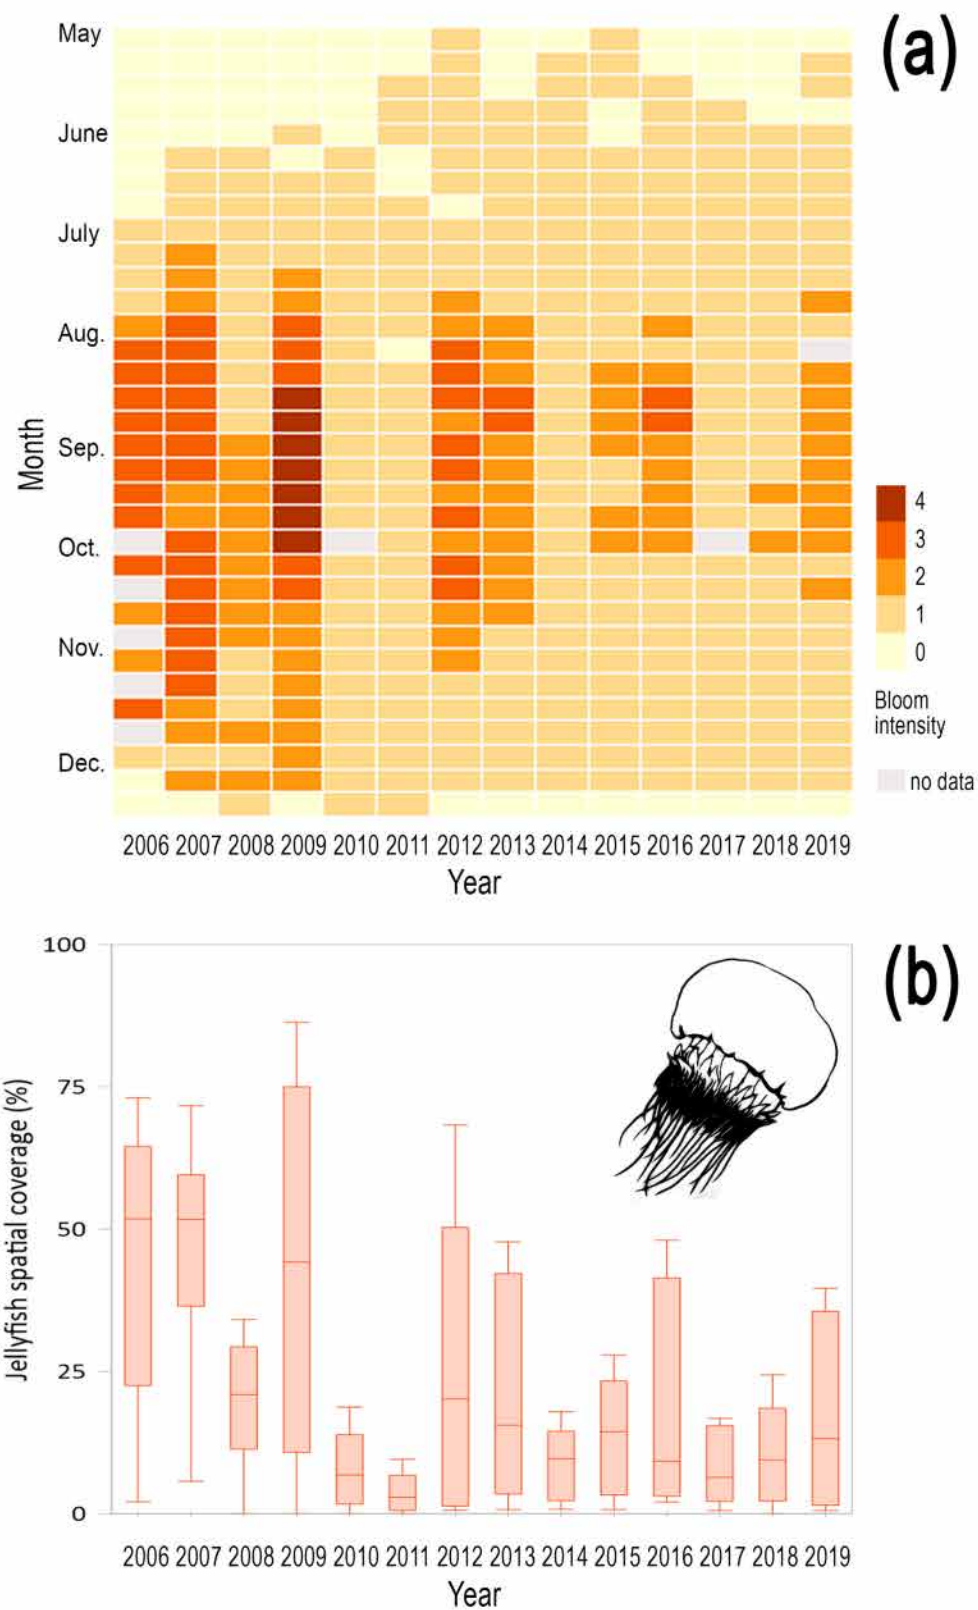 (a)
May
June
July
Aug.
Sep.
Oct.
Nov.
Dec.
Month
4
3
2
1
0
Bloom
intensity
no data
2006 2007 2008 2009 2010 2011 2012 2013 2014 2015 2016 2017 2018 2019
Year
(b)
100
75
50
25
0
Jellyfish spatial coverage (%)
2006 2007 2008 2009 2010 2011 2012 2013 2014 2015 2016 2017 2018 2019
Year